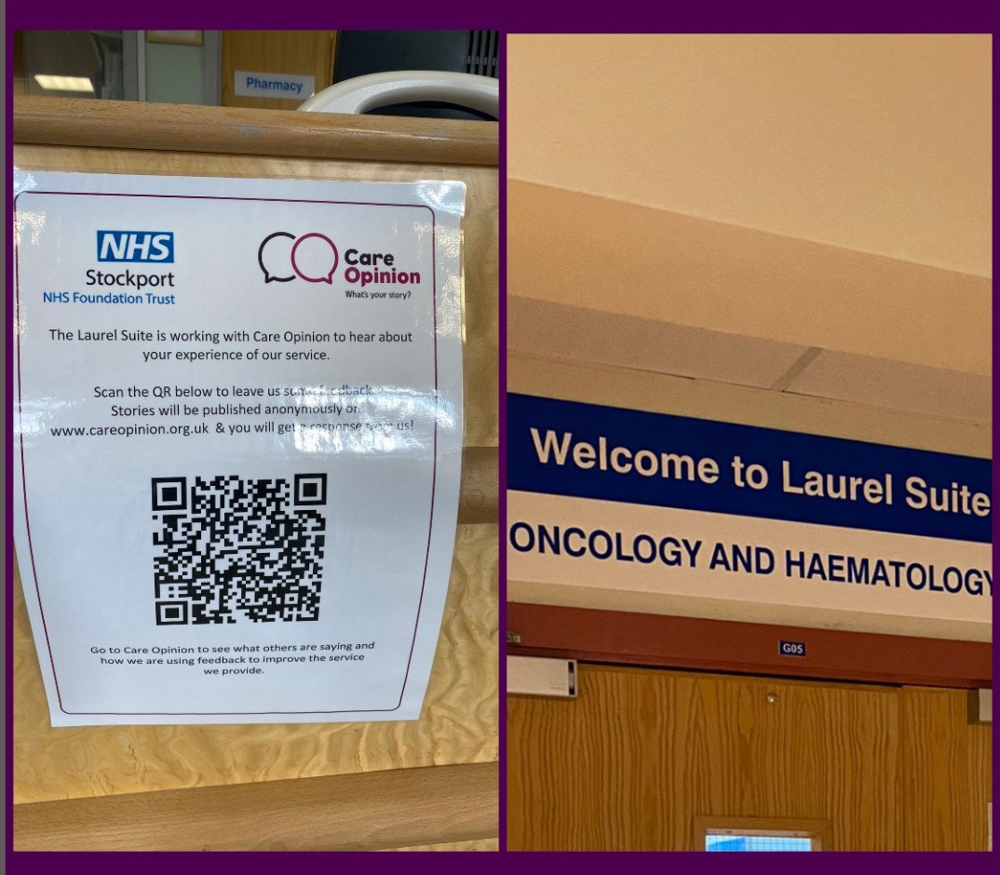 Pharmacy
NHS
Stockport
NHS Foundation Trust
Care
Opinion
What's your story?
The Laurel Suite is working with Care Opinion to hear about
your experience of our service.
Scan the QR below to leave us some feedback.
Stories will be published anonymously on
www.careopinion.org.uk & you will get a response from us!
Go to Care Opinion to see what others are saying and
how we are using feedback to improve the service
we provide.
Welcome to Laurel Suite
ONCOLOGY AND HAEMATOLOGY
G05